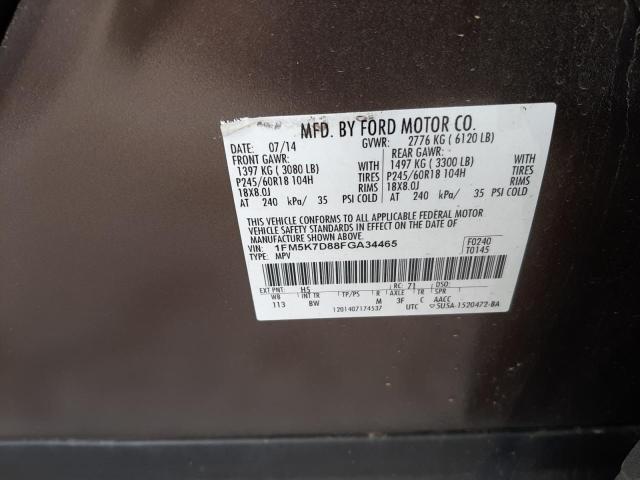 MFD. BY FORD MOTOR CO.
DATE: 07/14 GVWR: 2776 KG (6120 LB)
FRONT GAWR: REAR GAWR:
1397 KG (3080 LB) WITH 1497 KG (3300 LB) WITH
P245/60R18 104H TIRES P245/60R18 104H TIRES
18X8.0J RIMS 18X8.0J RIMS
AT 240 kPa/ 35 PSI COLD AT 240 kPa/ 35 PSI COLD
THIS VEHICLE CONFORMS TO ALL APPLICABLE FEDERAL MOTOR
VEHICLE SAFETY STANDARDS IN EFFECT ON THE DATE OF
MANUFACTURE SHOWN ABOVE.
VIN: 1FM5K7D88FGA34465 F0240
TYPE: MPV T0145
EXT PNT: H5 RC: 71 DSO:
WB INT TR TP/PS R AXLE TR SPR
113 BW M 3F C AACC
1201407174537 UTC 5U5A-1520472-BA